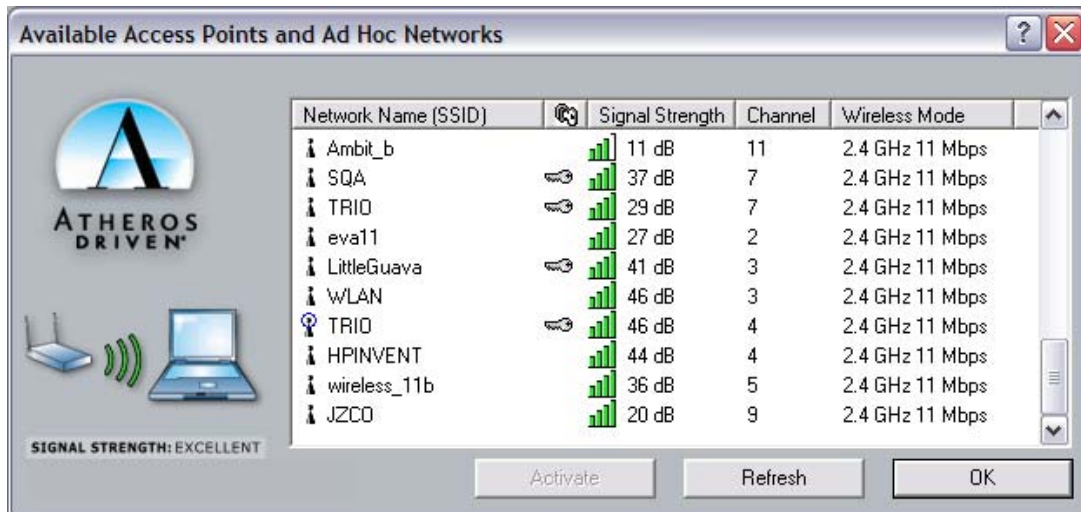 Available Access Points and Ad Hoc Networks
ATHEROS
DRIVEN
SIGNAL STRENGTH: EXCELLENT
Network Name (SSID) Signal Strength Channel Wireless Mode
Ambit_b 11 dB 11 2.4 GHz 11 Mbps
SQA 37 dB 7 2.4 GHz 11 Mbps
TRIO 29 dB 7 2.4 GHz 11 Mbps
eva11 27 dB 2 2.4 GHz 11 Mbps
LittleGuava 41 dB 3 2.4 GHz 11 Mbps
WLAN 46 dB 3 2.4 GHz 11 Mbps
TRIO 46 dB 4 2.4 GHz 11 Mbps
HPINVENT 44 dB 4 2.4 GHz 11 Mbps
wireless_11b 36 dB 5 2.4 GHz 11 Mbps
JZCO 20 dB 9 2.4 GHz 11 Mbps
Activate Refresh OK